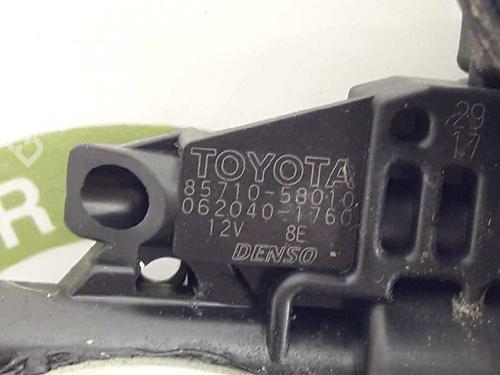 TOYOTA
85710-58010
062040-1760
12V 8E
DENSO
29
17
R